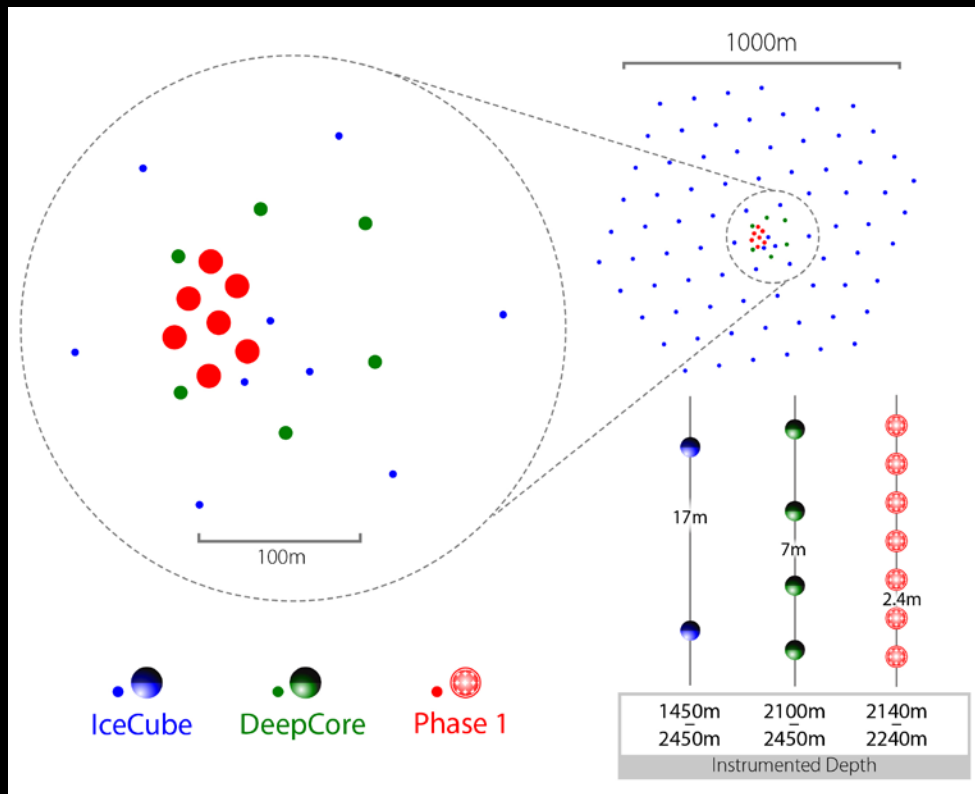 1000m
100m
17m
7m
2.4m
IceCube
DeepCore
Phase 1
1450m
–
2450m
2100m
–
2450m
2140m
–
2240m
Instrumented Depth